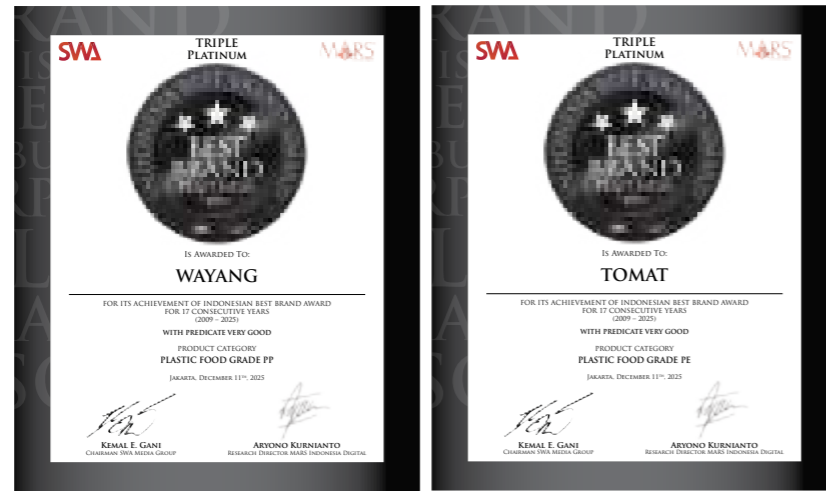 SWA
TRIPLE
PLATINUM
MARS
BEST
BRAND
IS AWARDED TO:
WAYANG
FOR ITS ACHIEVEMENT OF INDONESIAN BEST BRAND AWARD
FOR 17 CONSECUTIVE YEARS
(2009 – 2025)
WITH PREDICATE VERY GOOD
PRODUCT CATEGORY
PLASTIC FOOD GRADE PP
JAKARTA, DECEMBER 11TH, 2025
KEMAL E. GANI
CHAIRMAN SWA MEDIA GROUP
ARYONO KURNIANTO
RESEARCH DIRECTOR MARS INDONESIA DIGITAL
SWA
TRIPLE
PLATINUM
MARS
BEST
BRAND
IS AWARDED TO:
TOMAT
FOR ITS ACHIEVEMENT OF INDONESIAN BEST BRAND AWARD
FOR 17 CONSECUTIVE YEARS
(2009 – 2025)
WITH PREDICATE VERY GOOD
PRODUCT CATEGORY
PLASTIC FOOD GRADE PE
JAKARTA, DECEMBER 11TH, 2025
KEMAL E. GANI
CHAIRMAN SWA MEDIA GROUP
ARYONO KURNIANTO
RESEARCH DIRECTOR MARS INDONESIA DIGITAL